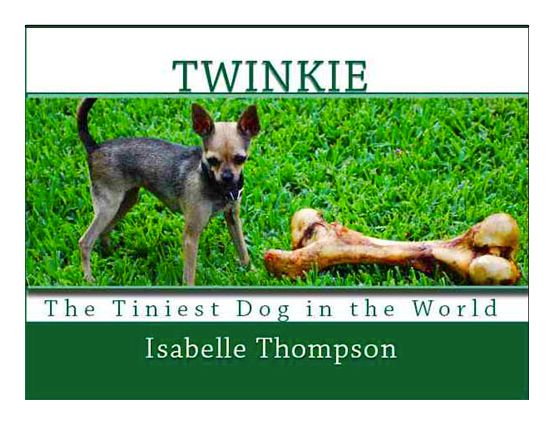 TWINKIE
The Tiniest Dog in the World
Isabelle Thompson